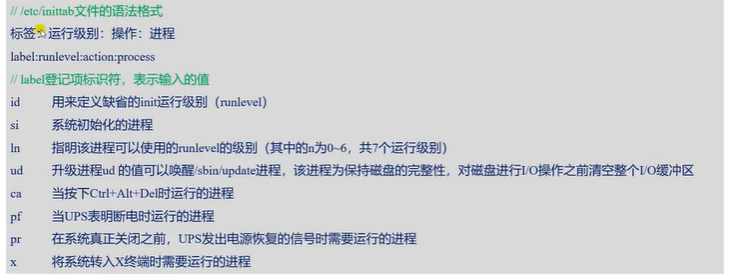 // /etc/inittab文件的语法格式
标签：运行级别：操作：进程
label:runlevel:action:process
// label登记项标识符，表示输入的值
id 用来定义缺省的init运行级别（runlevel）
si 系统初始化的进程
ln 指明该进程可以使用的runlevel的级别（其中的n为0~6，共7个运行级别）
ud 升级进程ud 的值可以唤醒/sbin/update进程，该进程为保持磁盘的完整性，对磁盘进行I/O操作之前清空整个I/O缓冲区
ca 当按下Ctrl+Alt+Del时运行的进程
pf 当UPS表明断电时运行的进程
pr 在系统真正关闭之前，UPS发出电源恢复的信号时需要运行的进程
x 将系统转入X终端时需要运行的进程